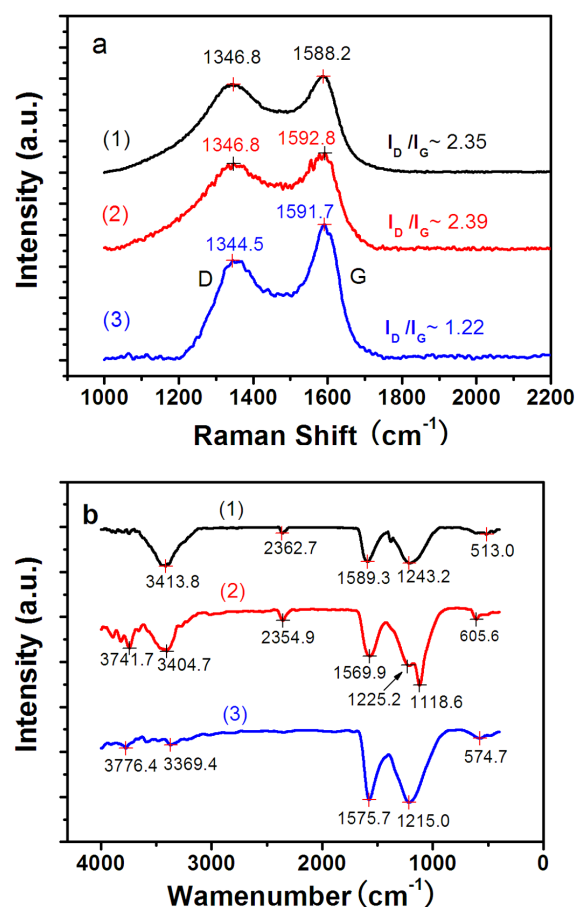 a
1346.8
1588.2
(1)
I_D /I_G~ 2.35
1346.8
1592.8
(2)
I_D /I_G~ 2.39
1591.7
1344.5
D
G
(3)
I_D /I_G~ 1.22
Intensity (a.u.)
1000 1200 1400 1600 1800 2000 2200
Raman Shift (cm⁻¹)
b
(1)
2362.7
513.0
3413.8
1589.3
1243.2
(2)
2354.9
605.6
3741.7
3404.7
1569.9
1225.2
1118.6
(3)
3776.4
3369.4
574.7
1575.7
1215.0
Intensity (a.u.)
4000 3000 2000 1000 0
Wamenumber (cm⁻¹)